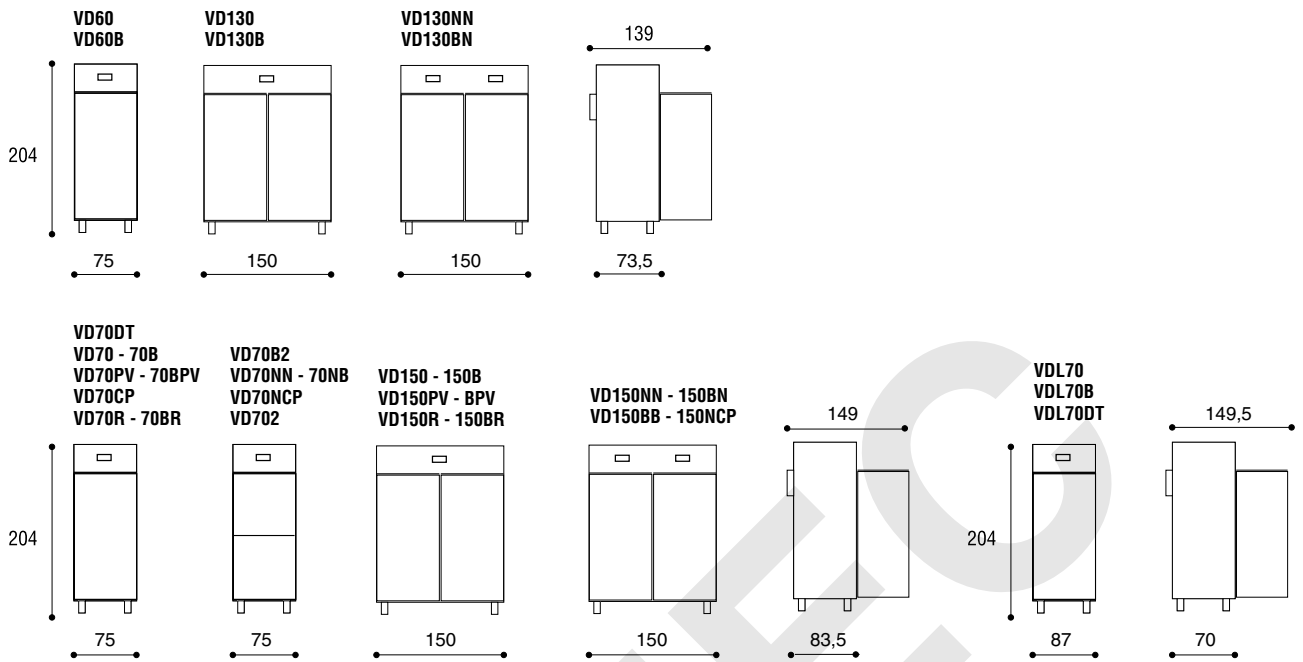 VD60
VD60B
VD130
VD130B
VD130NN
VD130BN
139
204
75
150
150
73,5
VD70DT
VD70 - 70B
VD70PV - 70BPV
VD70CP
VD70R - 70BR
VD70B2
VD70NN - 70NB
VD70NCP
VD702
VD150 - 150B
VD150PV - BPV
VD150R - 150BR
VD150NN - 150BN
VD150BB - 150NCP
149
VDL70
VDL70B
VDL70DT
149,5
204
204
75
75
150
150
83,5
87
70